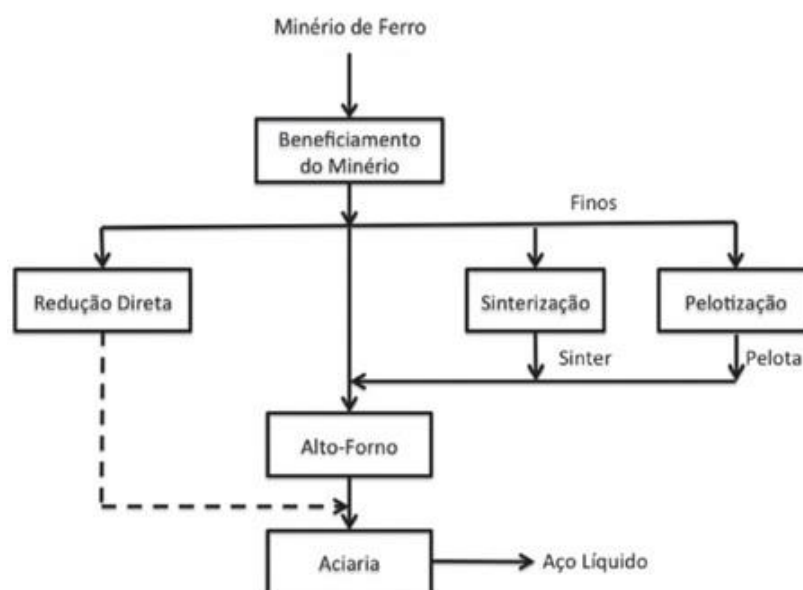 Minério de Ferro
Beneficiamento
do Minério
Finos
Redução Direta
Sinterização
Pelotização
Sinter
Pelota
Alto-Forno
Aciaria
Aço Líquido